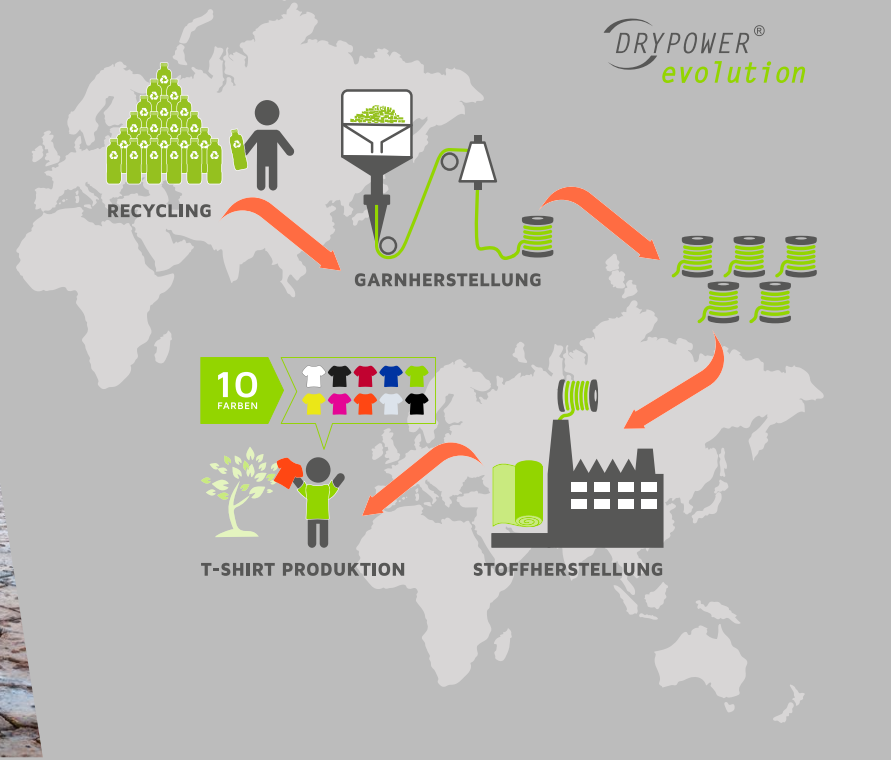 DRYPOWER®
evolution
RECYCLING
GARNHERSTELLUNG
10
FARBEN
T-SHIRT PRODUKTION
STOFFHERSTELLUNG